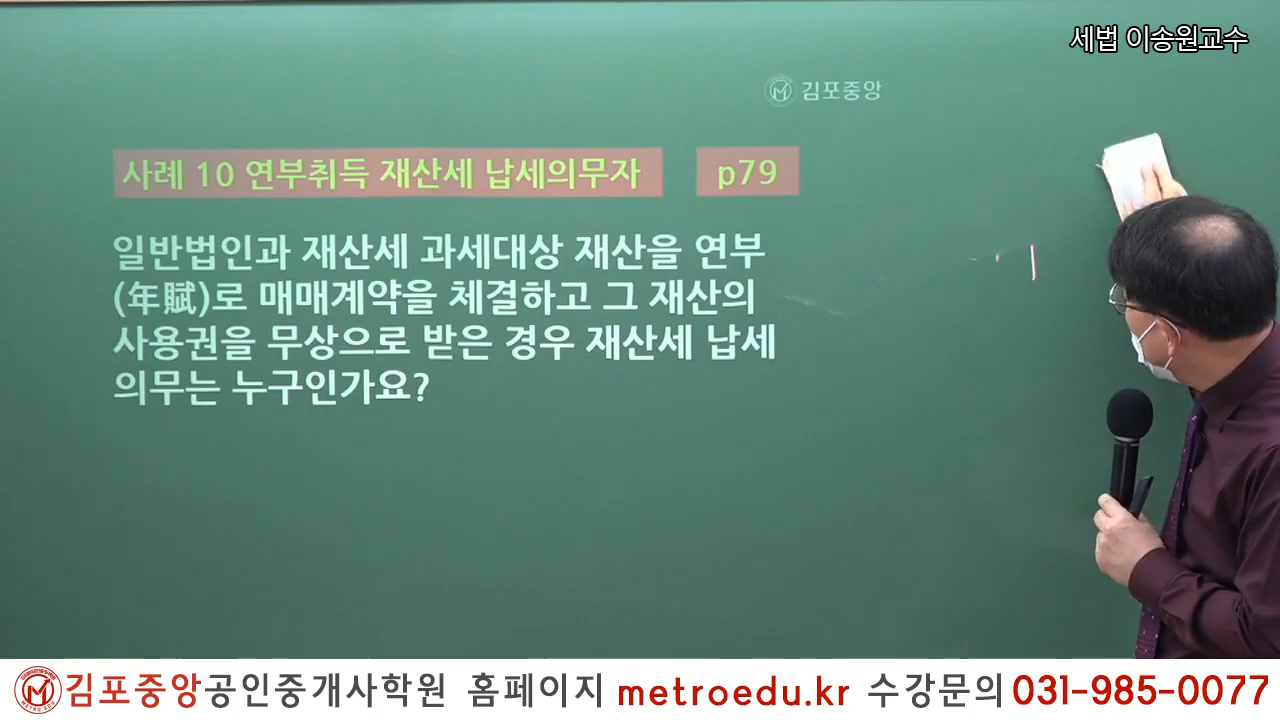 세법 이송원교수
김포중앙
사례 10 연부취득 재산세 납세의무자 p79
일반법인과 재산세 과세대상 재산을 연부
(年賦)로 매매계약을 체결하고 그 재산의
사용권을 무상으로 받은 경우 재산세 납세
의무는 누구인가요?
METRO EDU 김포중앙공인중개사학원 홈페이지 metroedu.kr 수강문의 031-985-0077